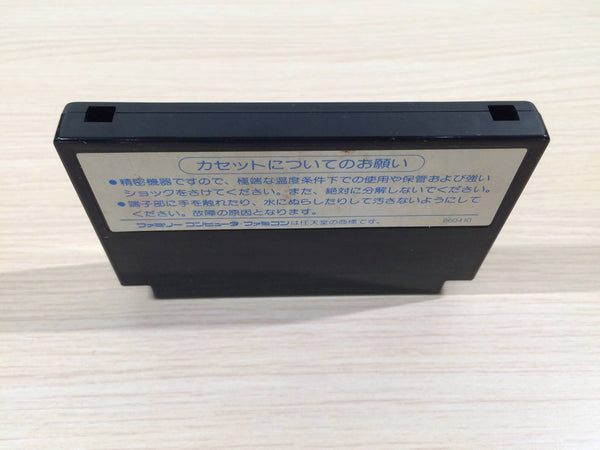 カセットについてのお願い
●精密機器ですので、極端な温度条件下での使用や保管および強い
ショックをさけてください。また、絶対に分解しないでください。
●端子部に手を触れたり、水にぬらしたりして汚さないようにして
ください。故障の原因となります。
ファミリーコンピュータ・ファミコンは任天堂の商標です。 860410